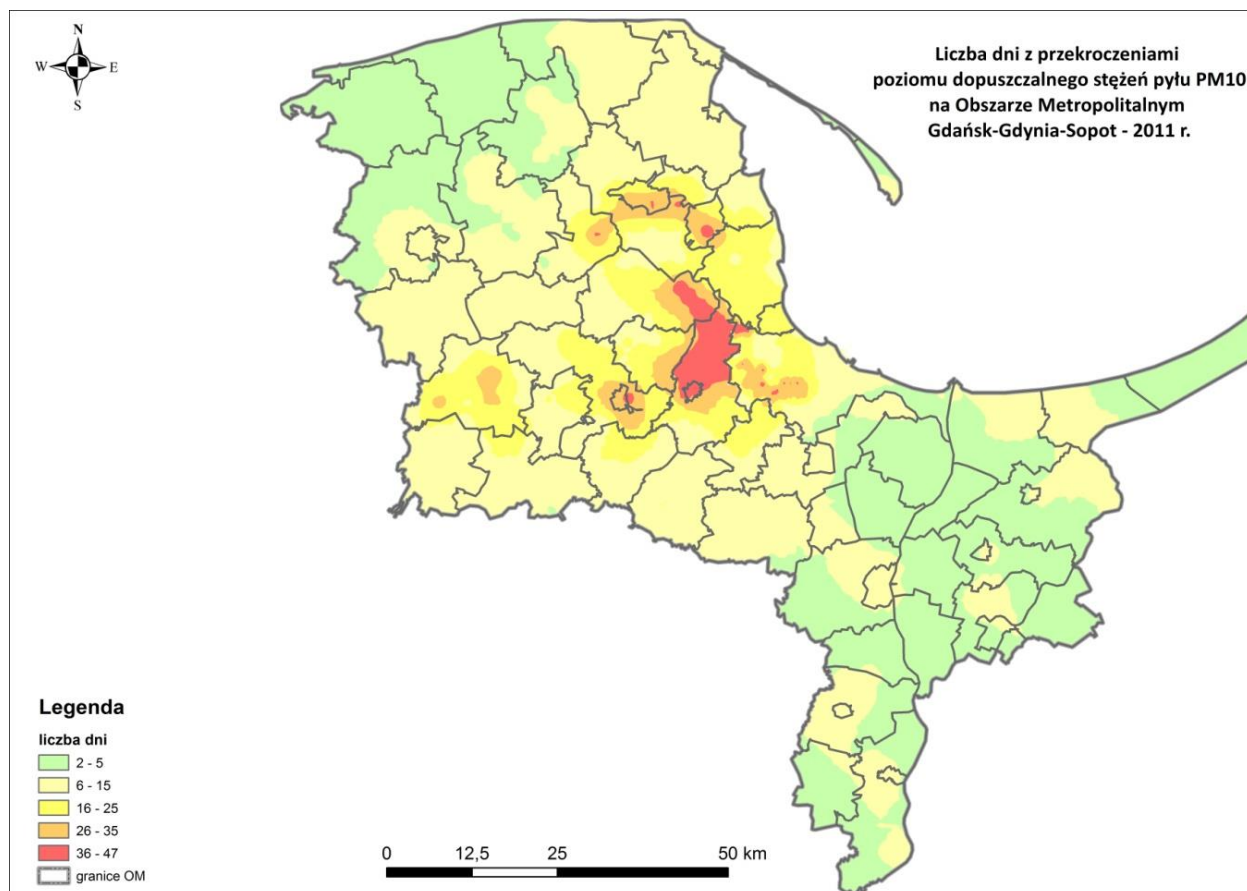 N
W E
S
Liczba dni z przekroczeniami
poziomu dopuszczalnego stężeń pyłu PM10
na Obszarze Metropolitalnym
Gdańsk-Gdynia-Sopot - 2011 r.
Legenda
liczba dni
2 - 5
6 - 15
16 - 25
26 - 35
36 - 47
granice OM
0 12,5 25 50 km